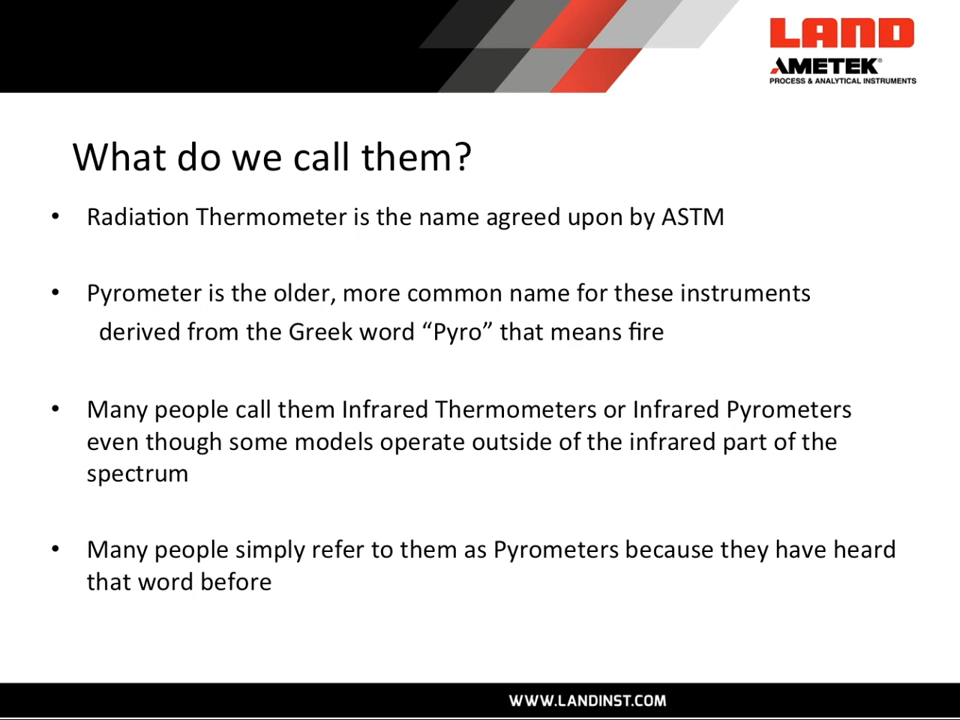 LAND
AMETEK®
PROCESS & ANALYTICAL INSTRUMENTS
What do we call them?
• Radiation Thermometer is the name agreed upon by ASTM
• Pyrometer is the older, more common name for these instruments
derived from the Greek word “Pyro” that means fire
• Many people call them Infrared Thermometers or Infrared Pyrometers
even though some models operate outside of the infrared part of the
spectrum
• Many people simply refer to them as Pyrometers because they have heard
that word before
WWW.LANDINST.COM